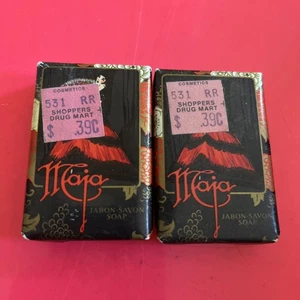 COSMETICS
531 RR
SHOPPERS
DRUG MART
$ .39¢
Maja
JABON-SAVON
SOAP
COSMETICS
531 RR
SHOPPERS
DRUG MART
$ .39¢
Maja
JABON-SAVON
SOAP